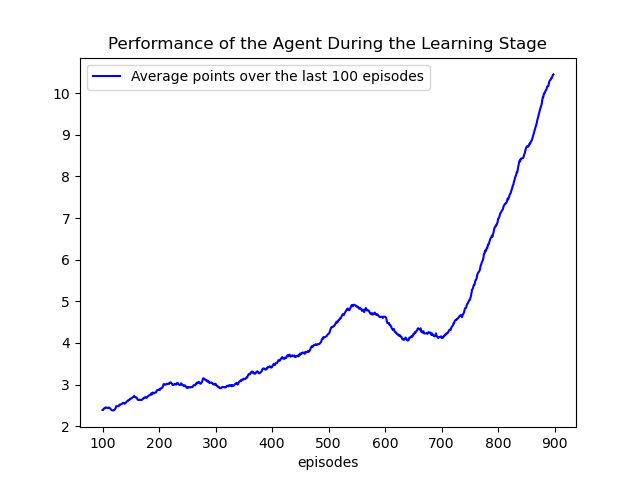 Performance of the Agent During the Learning Stage
Average points over the last 100 episodes
10
9
8
7
6
5
4
3
2
100 200 300 400 500 600 700 800 900
episodes